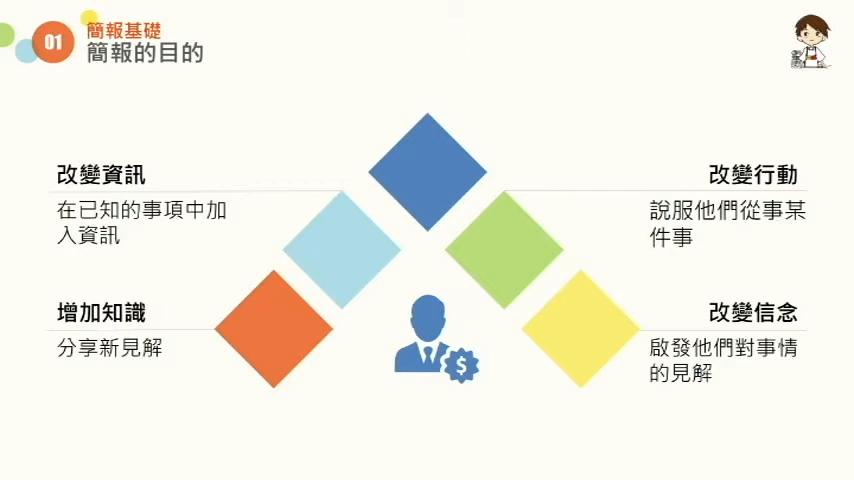 01
簡報基礎
簡報的目的
改變資訊
在已知的事項中加
入資訊
改變行動
說服他們從事某
件事
增加知識
分享新見解
改變信念
啟發他們對事情
的見解
$